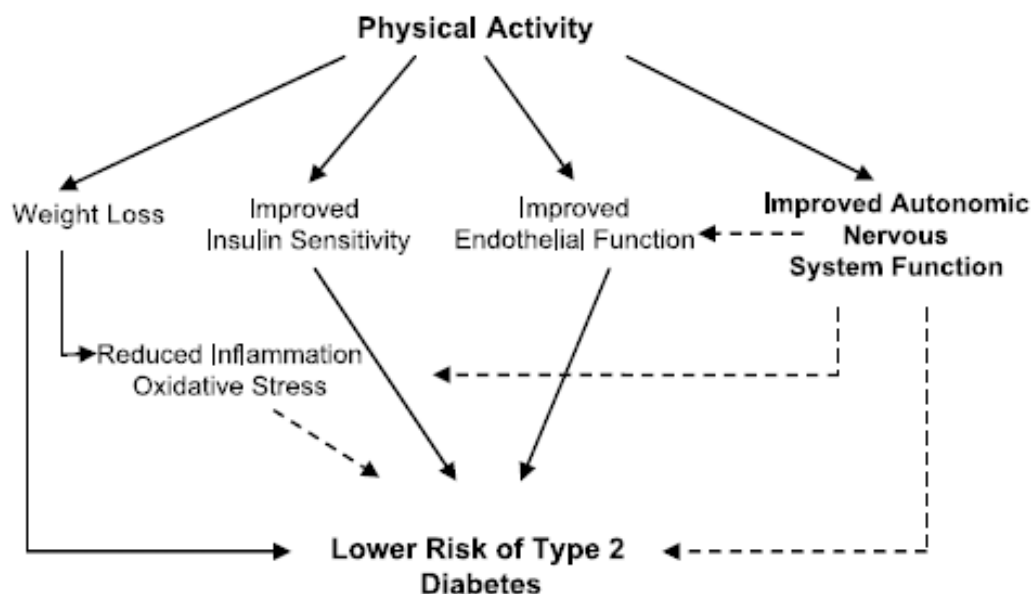 Physical Activity
Weight Loss
Improved
Insulin Sensitivity
Improved
Endothelial Function
Improved Autonomic
Nervous
System Function
Reduced Inflammation
Oxidative Stress
Lower Risk of Type 2
Diabetes